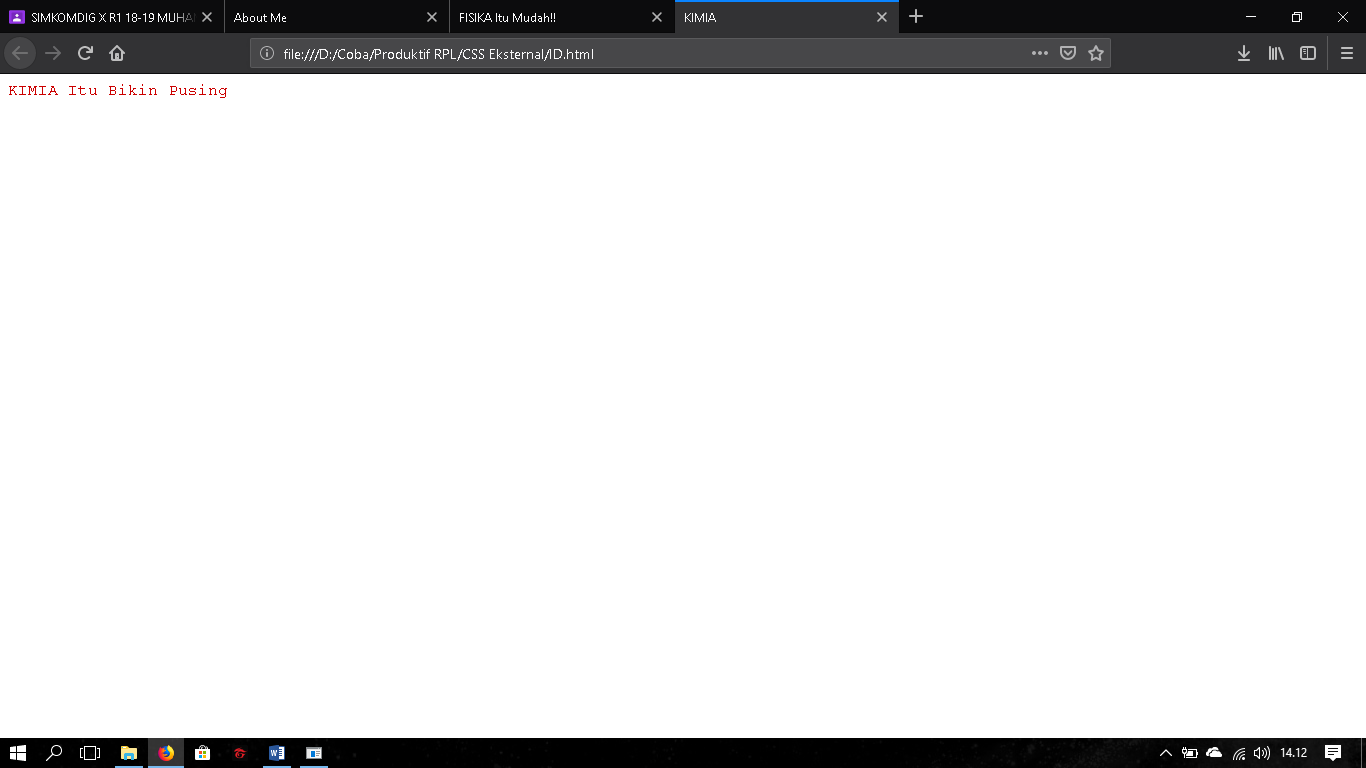 SIMKOMDIG X R1 18-19 MUHA
About Me
FISIKA Itu Mudah!!
KIMIA
file:///D:/Coba/Produktif RPL/CSS Eksternal/ID.html
KIMIA Itu Bikin Pusing
14.12